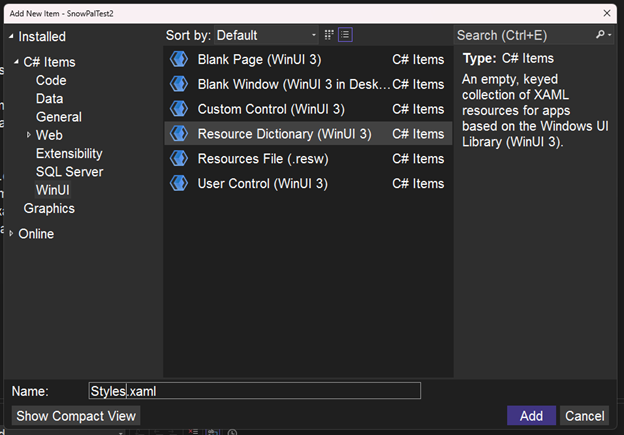 Add New Item - SnowPalTest2
Installed
C# Items
Code
Data
General
Web
Extensibility
SQL Server
WinUI
Graphics
Online
Sort by: Default
Blank Page (WinUI 3) C# Items
Blank Window (WinUI 3 in Desk... C# Items
Custom Control (WinUI 3) C# Items
Resource Dictionary (WinUI 3) C# Items
Resources File (.resw) C# Items
User Control (WinUI 3) C# Items
Search (Ctrl+E)
Type: C# Items
An empty, keyed
collection of XAML
resources for apps
based on the Windows UI
Library (WinUI 3).
Name: Styles.xaml
Show Compact View Add Cancel